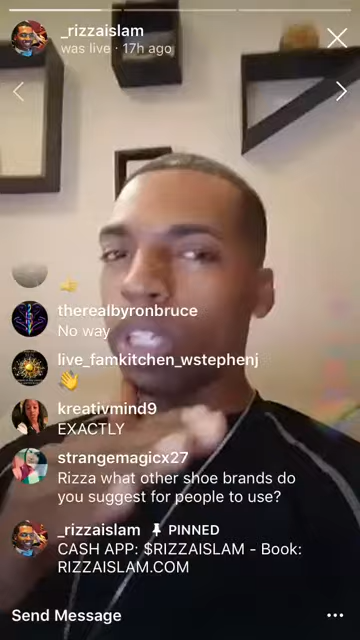 _rizzaislam
was live · 17h ago
therealbyronbruce
No way
live_famkitchen_wstephenj
👋
kreativmind9
EXACTLY
strangemagicx27
Rizza what other shoe brands do
you suggest for people to use?
_rizzaislam PINNED
CASH APP: $RIZZAISLAM - Book:
RIZZAISLAM.COM
Send Message